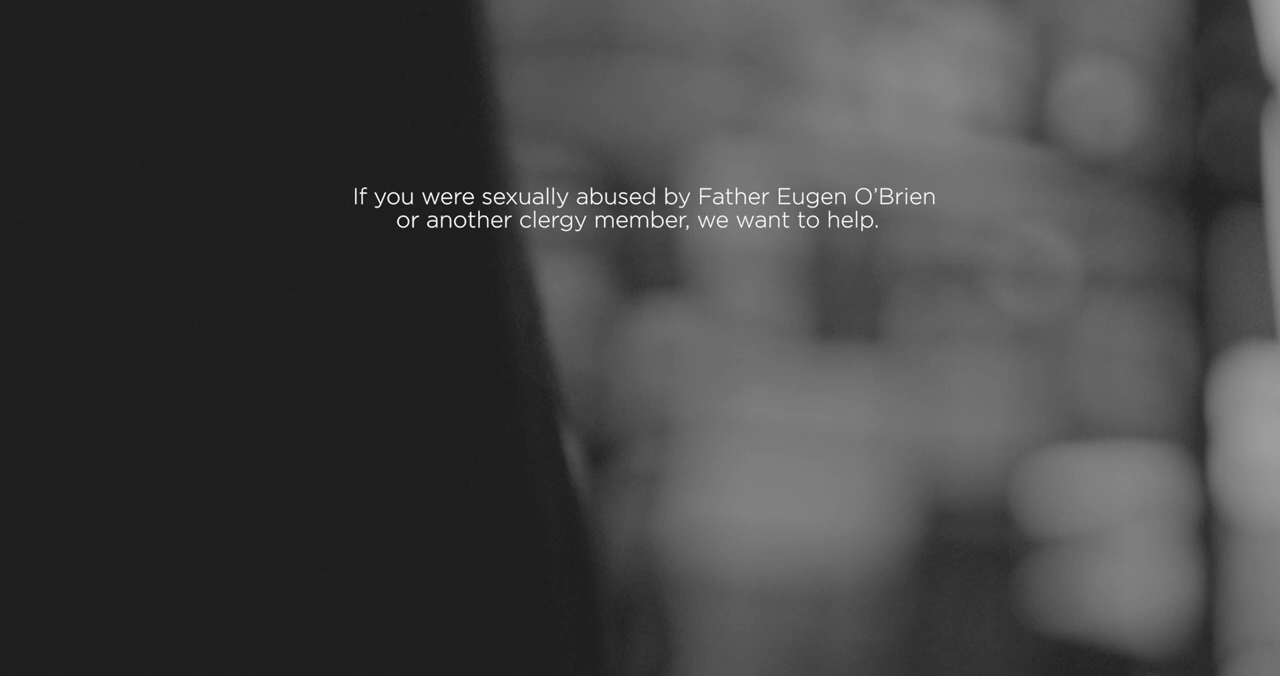 If you were sexually abused by Father Eugen O’Brien
or another clergy member, we want to help.